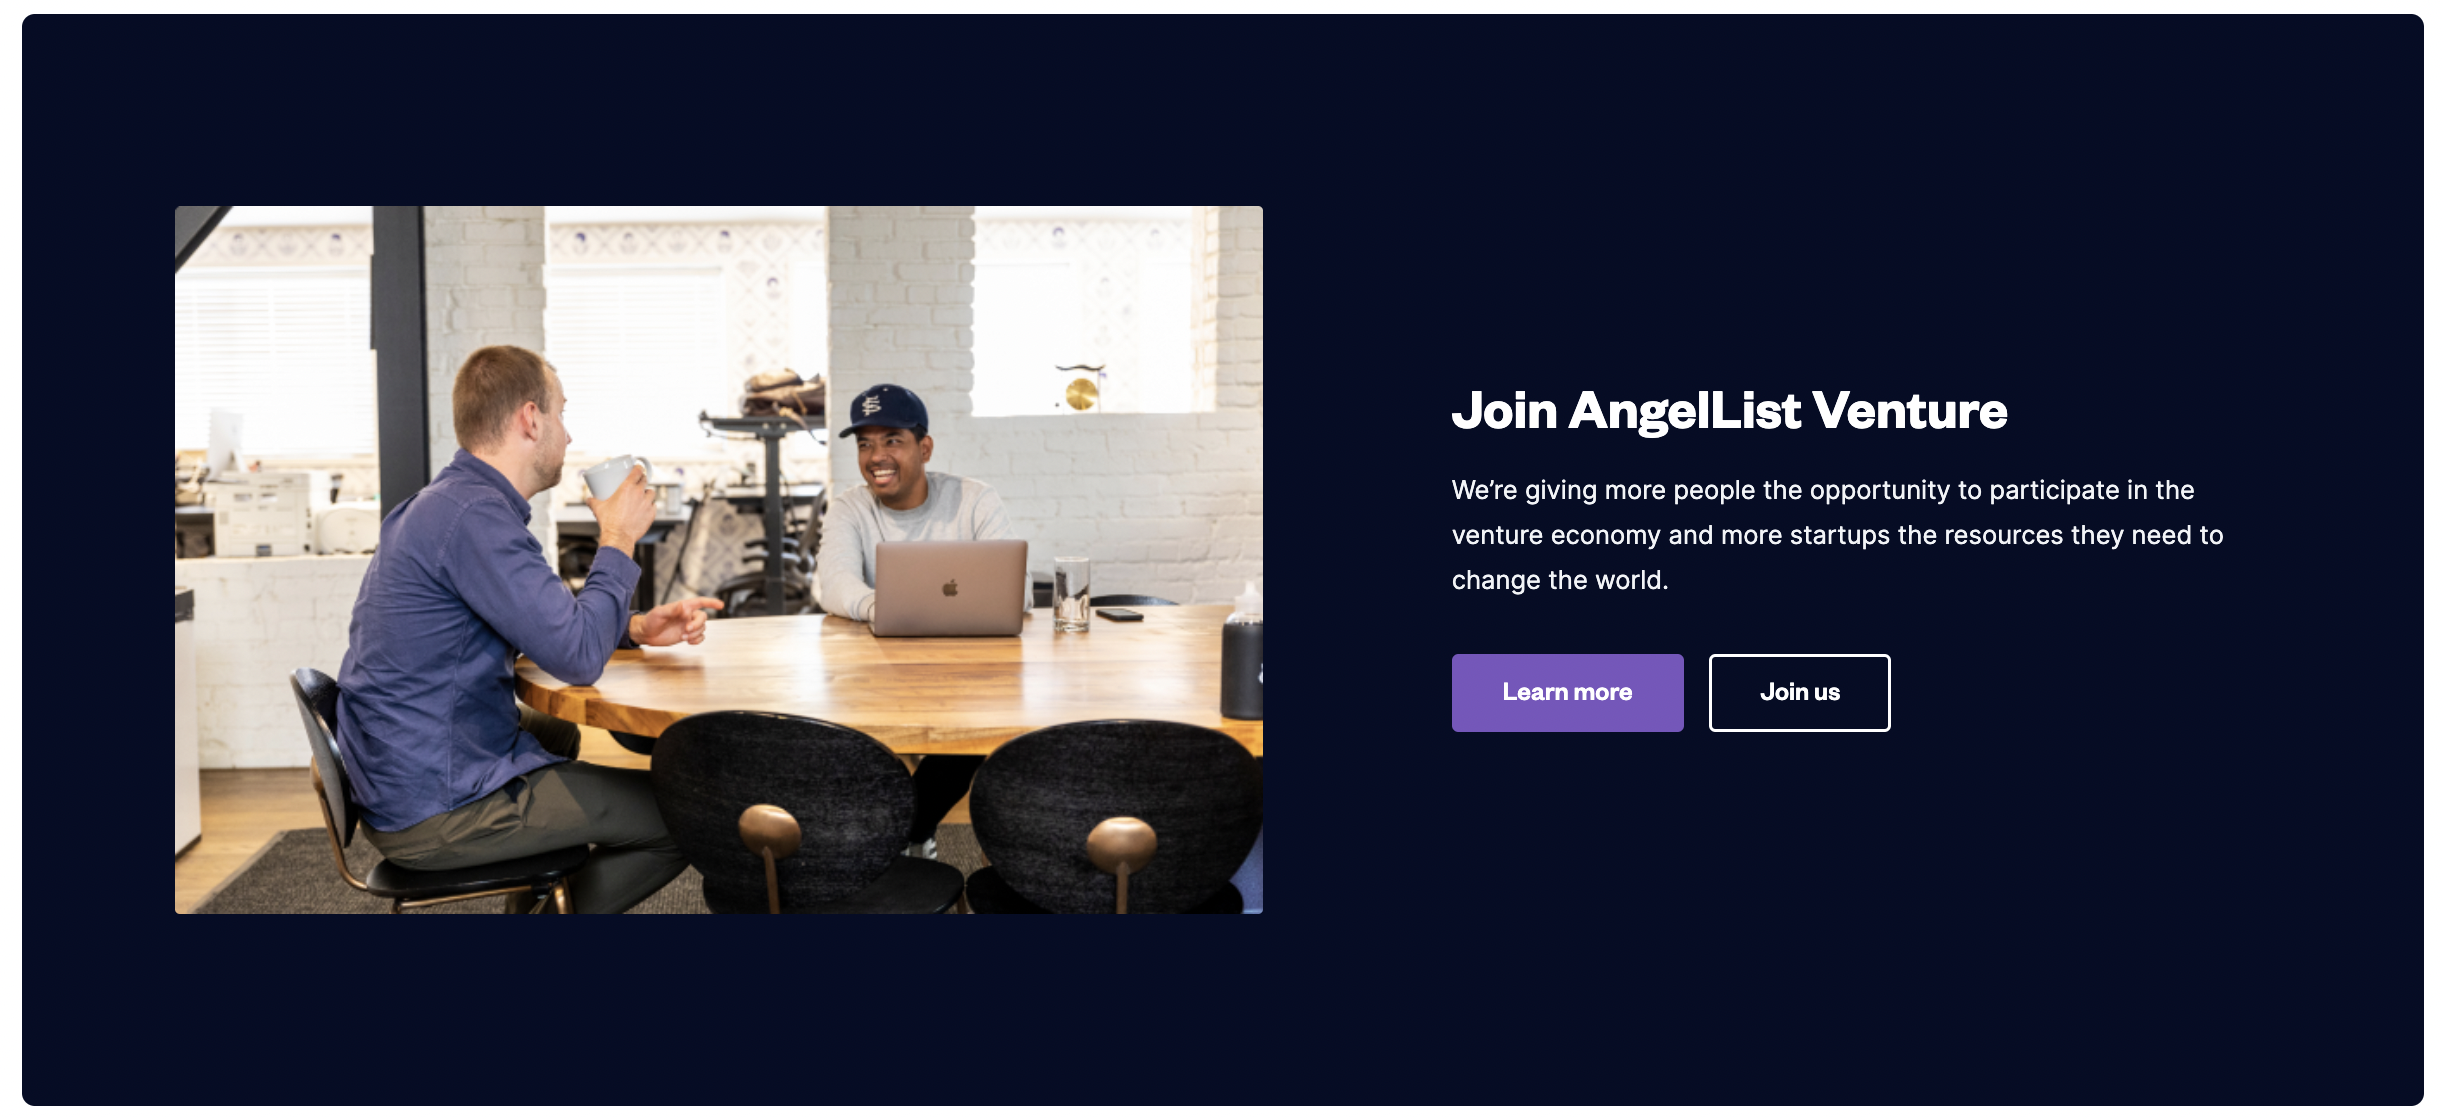 Join AngelList Venture
We’re giving more people the opportunity to participate in the
venture economy and more startups the resources they need to
change the world.
Learn more
Join us